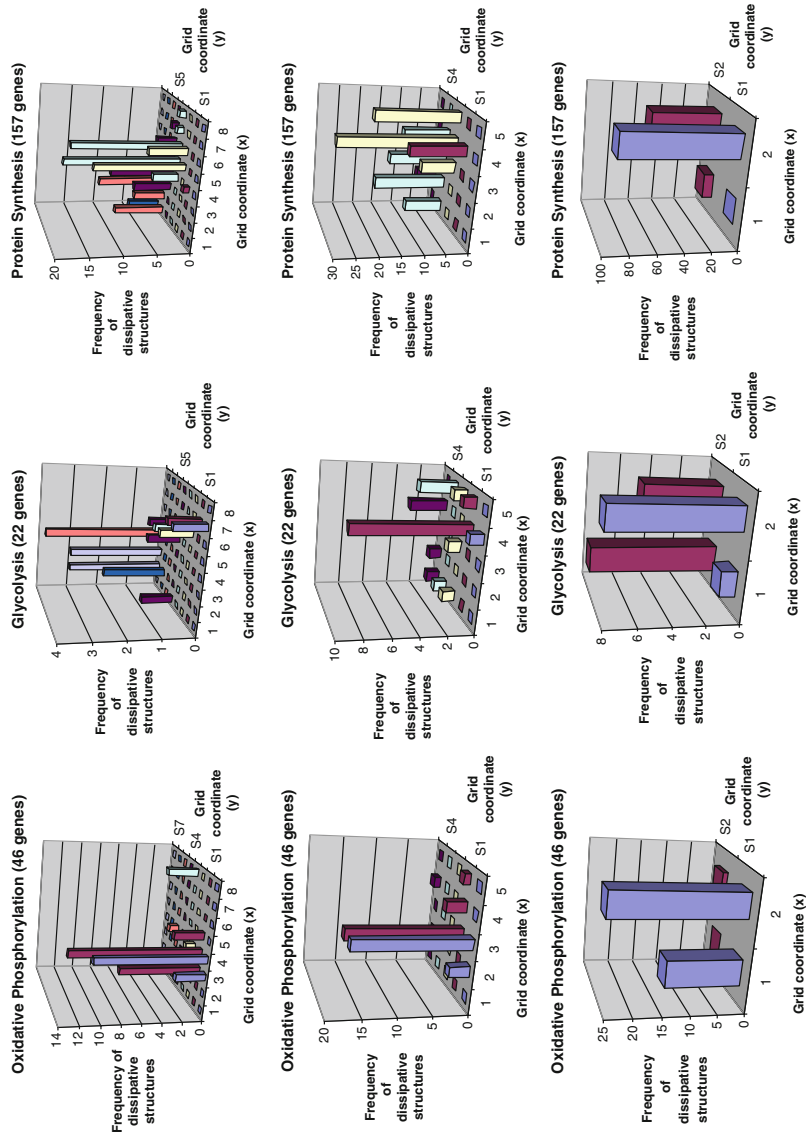 Oxidative Phosphorylation (46 genes)
Frequency of
dissipative
structures
14
12
10
8
6
4
2
0
1
2
3
4
5
6
7
8
Grid coordinate (x)
S1
S4
S7
Grid
coordinate
(y)
Glycolysis (22 genes)
Frequency
of
dissipative
structures
4
3
2
1
0
1
2
3
4
5
6
7
8
Grid coordinate (x)
S1
S5
Grid
coordinate
(y)
Protein Synthesis (157 genes)
Frequency
of
dissipative
structures
20
15
10
5
0
1
2
3
4
5
6
7
8
Grid coordinate (x)
S1
S5
Grid
coordinate
(y)
Oxidative Phosphorylation (46 genes)
Frequency
of
dissipative
structures
20
15
10
5
0
1
2
3
4
5
Grid coordinate (x)
S1
S4
Grid
coordinate
(y)
Glycolysis (22 genes)
Frequency
of
dissipative
structures
10
8
6
4
2
0
1
2
3
4
5
Grid coordinate (x)
S1
S4
Grid
coordinate
(y)
Protein Synthesis (157 genes)
Frequency
of
dissipative
structures
30
25
20
15
10
5
0
1
2
3
4
5
Grid coordinate (x)
S1
S4
Grid
coordinate
(y)
Oxidative Phosphorylation (46 genes)
Frequency
of
dissipative
structures
25
20
15
10
5
0
1
2
Grid coordinate (x)
S1
S2
Grid
coordinate
(y)
Glycolysis (22 genes)
Frequency
of
dissipative
structures
8
6
4
2
0
1
2
Grid coordinate (x)
S1
S2
Grid
coordinate
(y)
Protein Synthesis (157 genes)
Frequency
of
dissipative
structures
100
80
60
40
20
0
1
2
Grid coordinate (x)
S1
S2
Grid
coordinate
(y)